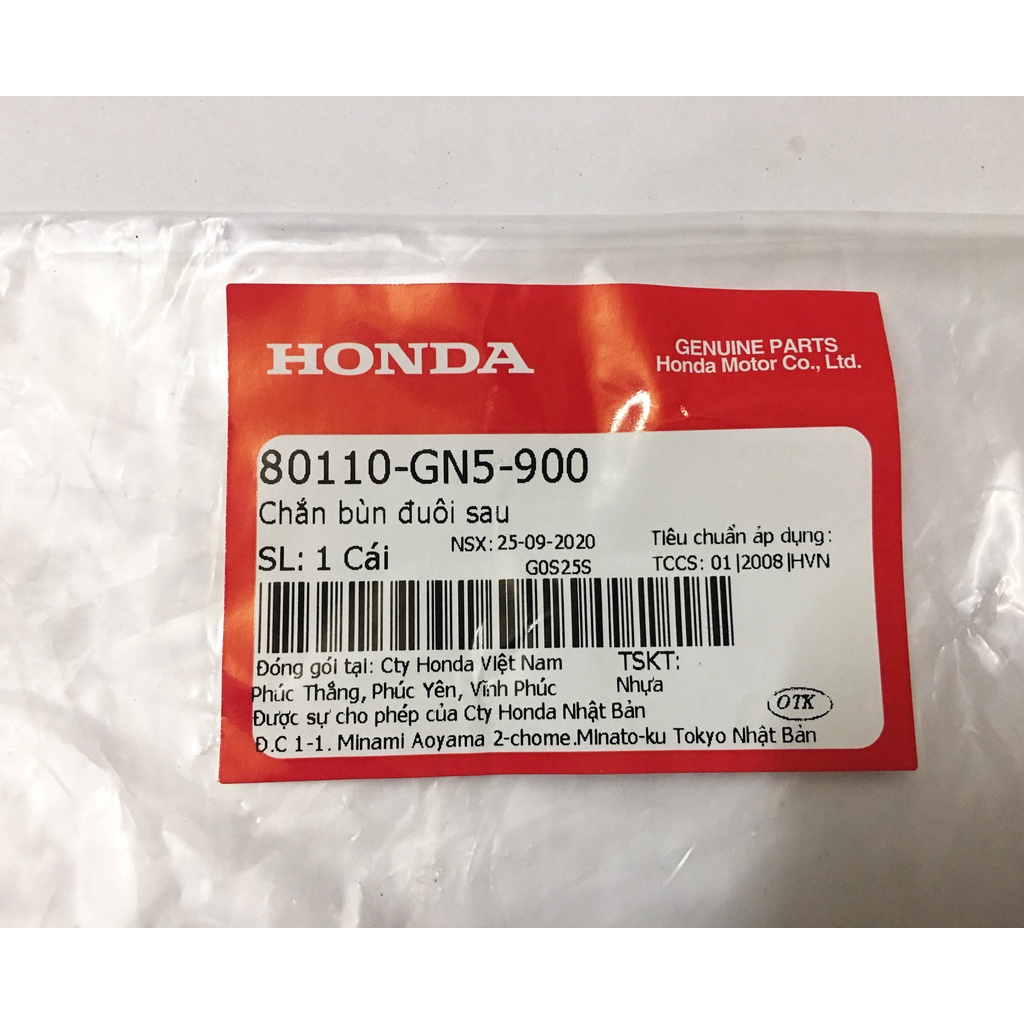 HONDA
GENUINE PARTS
Honda Motor Co., Ltd.
80110-GN5-900
Chắn bùn đuôi sau
SL: 1 Cái
NSX: 25-09-2020
G0S25S
Tiêu chuẩn áp dụng:
TCCS: 01|2008|HVN
Đóng gói tại: Cty Honda Việt Nam
Phúc Thắng, Phúc Yên, Vĩnh Phúc
TSKT:
Nhựa
Được sự cho phép của Cty Honda Nhật Bản
Đ.C 1-1. Minami Aoyama 2-chome.Minato-ku Tokyo Nhật Bản
OTK